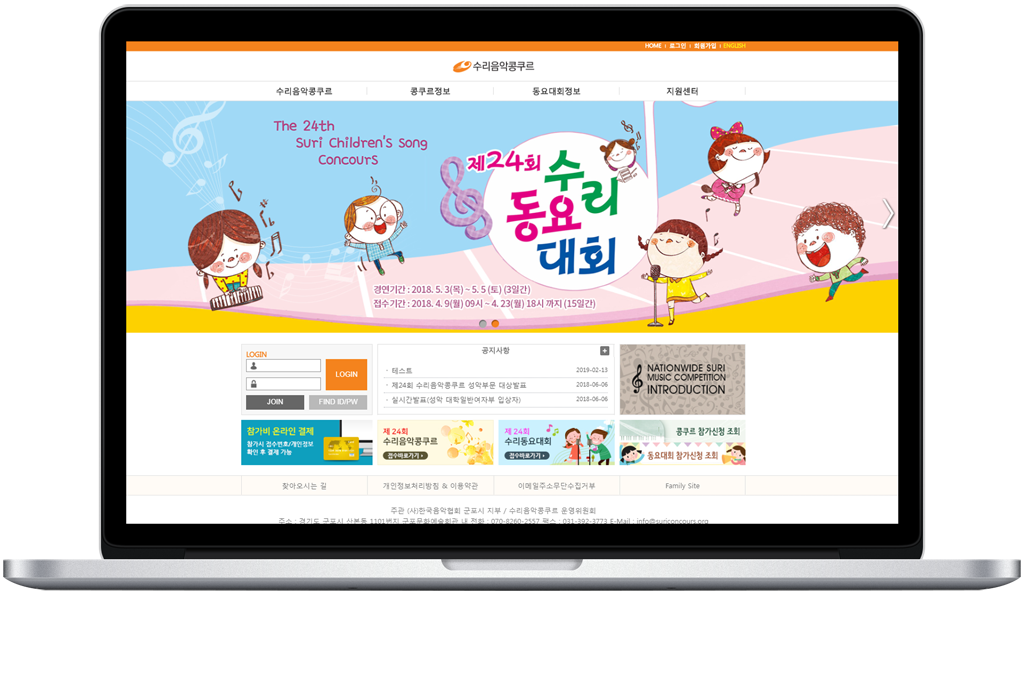 HOME | 로그인 | 회원가입 | ENGLISH
수리음악콩쿠르
수리음악콩쿠르 콩쿠르정보 동요대회정보 지원센터
The 24th
Suri Children's Song
Concours
제24회
수리
동요
대회
경연기간 : 2018. 5. 3(목) ~ 5. 5 (토) (3일간)
접수기간 : 2018. 4. 9(월) 09시 ~ 4. 23(월) 18시 까지 (15일간)
LOGIN
LOGIN
JOIN FIND ID/PW
공지사항
· 테스트 2019-02-13
· 제24회 수리음악콩쿠르 성악부문 대상발표 2018-06-06
· 실시간발표(성악 대학일반여자부 입상자) 2018-06-06
NATIONWIDE SURI
MUSIC COMPETITION
INTRODUCTION
참가비 온라인 결제
참가시 접수번호/개인정보
확인 후 결제 가능
제 24회
수리음악콩쿠르
접수바로가기
제 24회
수리동요대회
접수바로가기
콩쿠르 참가신청 조회
동요대회 참가신청 조회
찾아오시는 길 개인정보처리방침 & 이용약관 이메일주소무단수집거부 Family Site
주관 (사)한국음악협회 군포시 지부 / 수리음악콩쿠르 운영위원회
주소 : 경기도 군포시 산본동 1101번지 군포문화예술회관 내 전화 : 070-8260-2557 팩스 : 031-392-3773 E-Mail : info@suriconcours.org